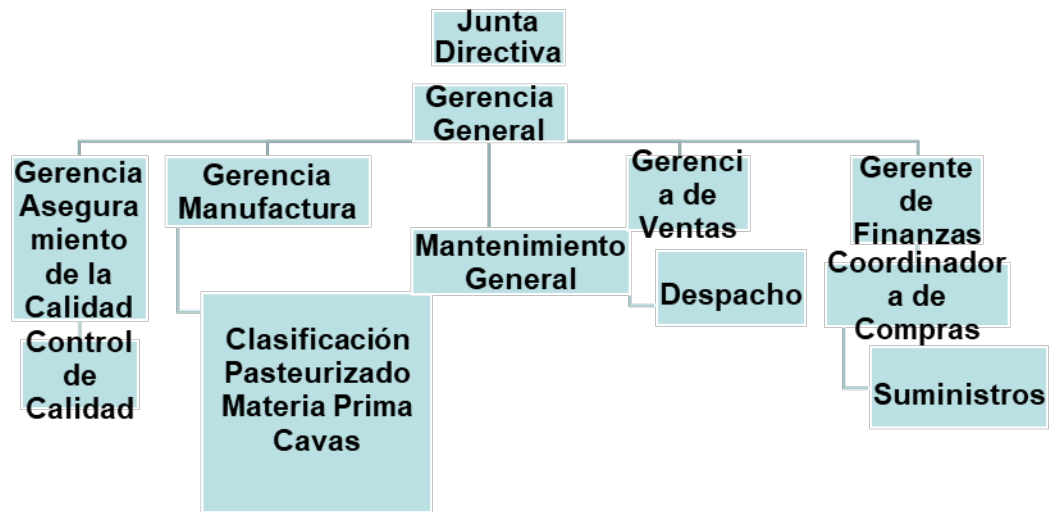 Junta
Directiva
Gerencia
General
Gerencia
Asegura
miento
de la
Calidad
Gerencia
Manufactura
Mantenimiento
General
Gerenci
a de
Ventas
Gerente
de
Finanzas
Control
de
Calidad
Clasificación
Pasteurizado
Materia Prima
Cavas
Despacho
Coordinador
a de
Compras
Suministros